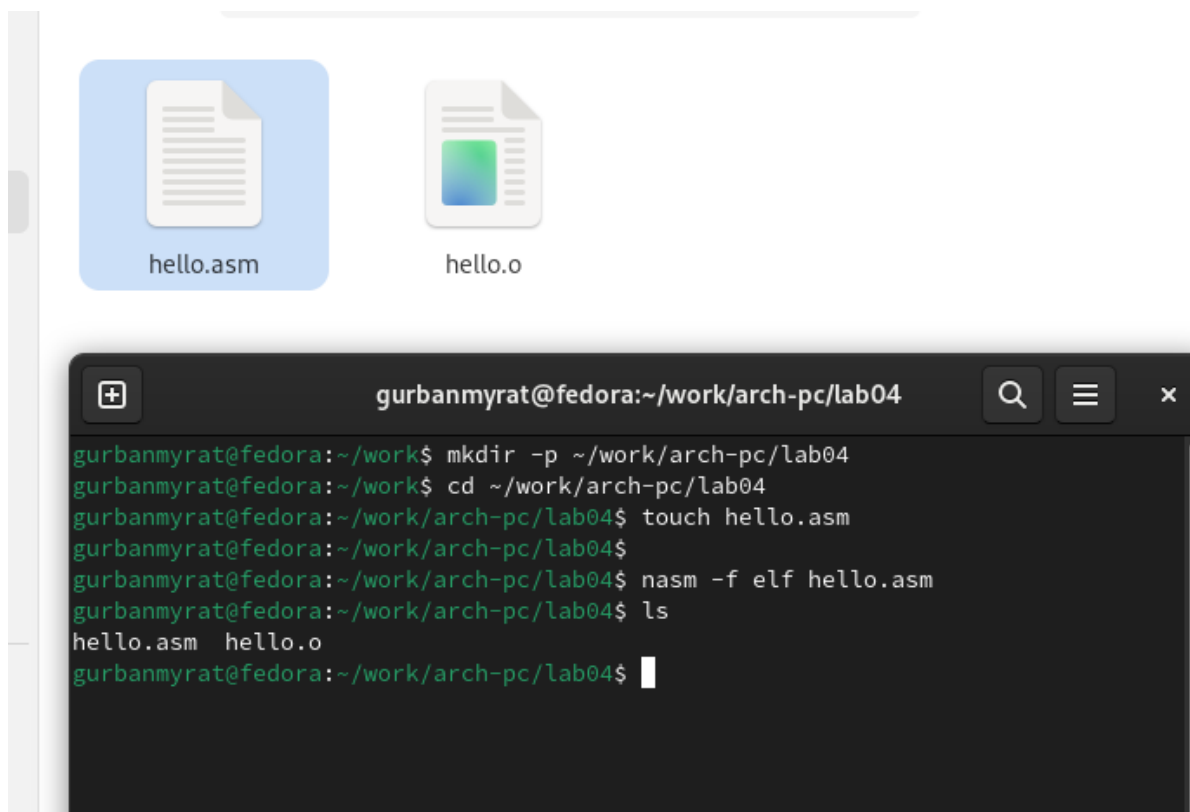 hello.asm
hello.o
gurbanmyrat@fedora:~/work/arch-pc/lab04
gurbanmyrat@fedora:~/work$ mkdir -p ~/work/arch-pc/lab04
gurbanmyrat@fedora:~/work$ cd ~/work/arch-pc/lab04
gurbanmyrat@fedora:~/work/arch-pc/lab04$ touch hello.asm
gurbanmyrat@fedora:~/work/arch-pc/lab04$
gurbanmyrat@fedora:~/work/arch-pc/lab04$ nasm -f elf hello.asm
gurbanmyrat@fedora:~/work/arch-pc/lab04$ ls
hello.asm  hello.o
gurbanmyrat@fedora:~/work/arch-pc/lab04$